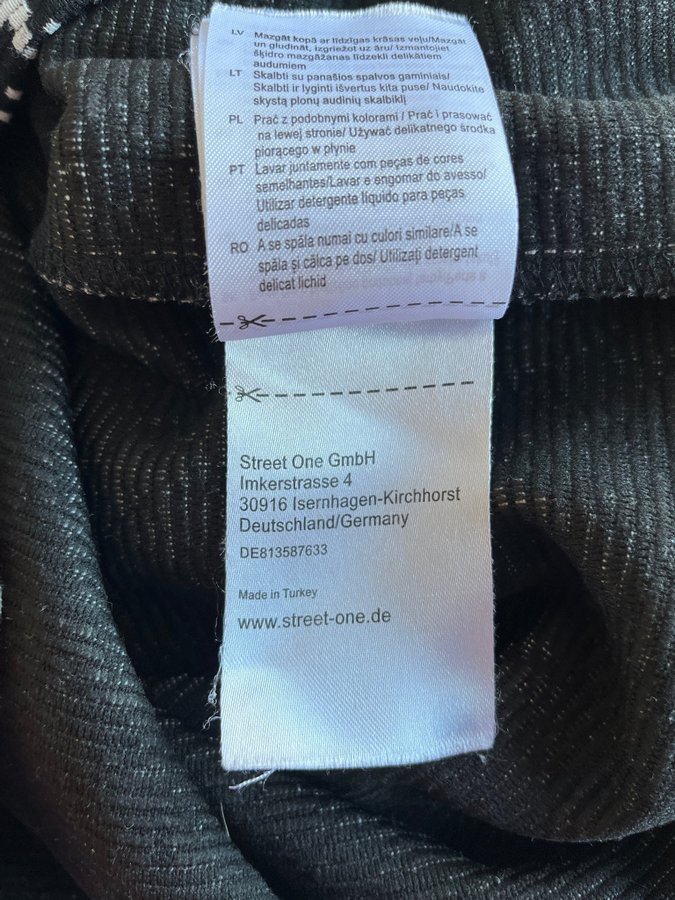 LV Mazgāt kopā ar līdzīgas krāsas veļu/Mazgāt
un gludināt, izgriežot uz āru/ Izmantojiet
šķidro mazgāšanas līdzekli delikātiem
audumiem
LT Skalbti su panašios spalvos gaminiais/
Skalbti ir lyginti išvertus kita puse/ Naudokite
skystą plonų audinių skalbiklį
PL Prać z podobnymi kolorami / Prać i prasować
na lewej stronie/ Używać delikatnego środka
piorącego w płynie
PT Lavar juntamente com peças de cores
semelhantes/Lavar e engomar do avesso/
Utilizar detergente líquido para peças
delicadas
RO A se spăla numai cu culori similare/A se
spăla şi călca pe dos/ Utilizaţi detergent
delicat lichid
Street One GmbH
Imkerstrasse 4
30916 Isernhagen-Kirchhorst
Deutschland/Germany
DE813587633
Made in Turkey
www.street-one.de